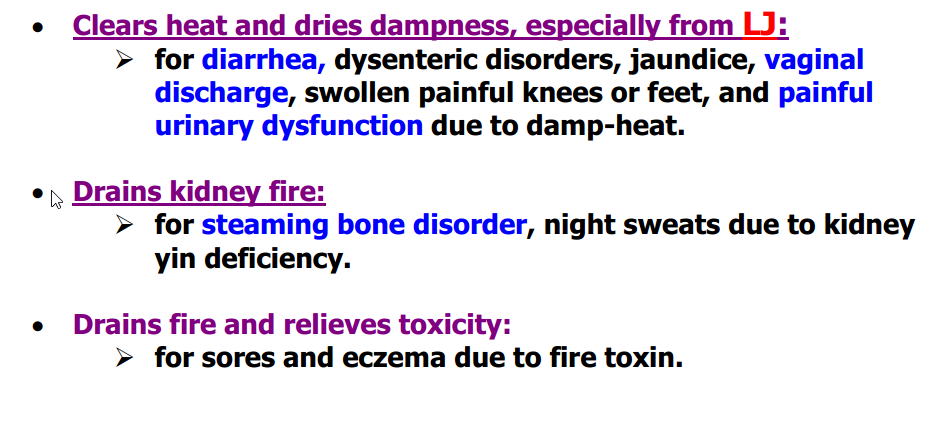 • Clears heat and dries dampness, especially from LJ:
➢ for diarrhea, dysenteric disorders, jaundice, vaginal
discharge, swollen painful knees or feet, and painful
urinary dysfunction due to damp-heat.
• Drains kidney fire:
➢ for steaming bone disorder, night sweats due to kidney
yin deficiency.
• Drains fire and relieves toxicity:
➢ for sores and eczema due to fire toxin.